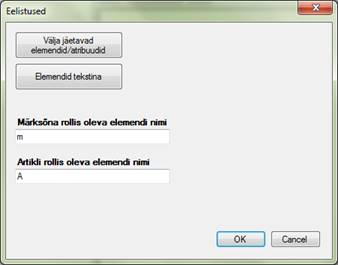 Eelistused
Välja jäetavad
elemendid/atribuudid
Elemendid tekstina
Märksõna rollis oleva elemendi nimi
m
Artikli rollis oleva elemendi nimi
A
OK
Cancel